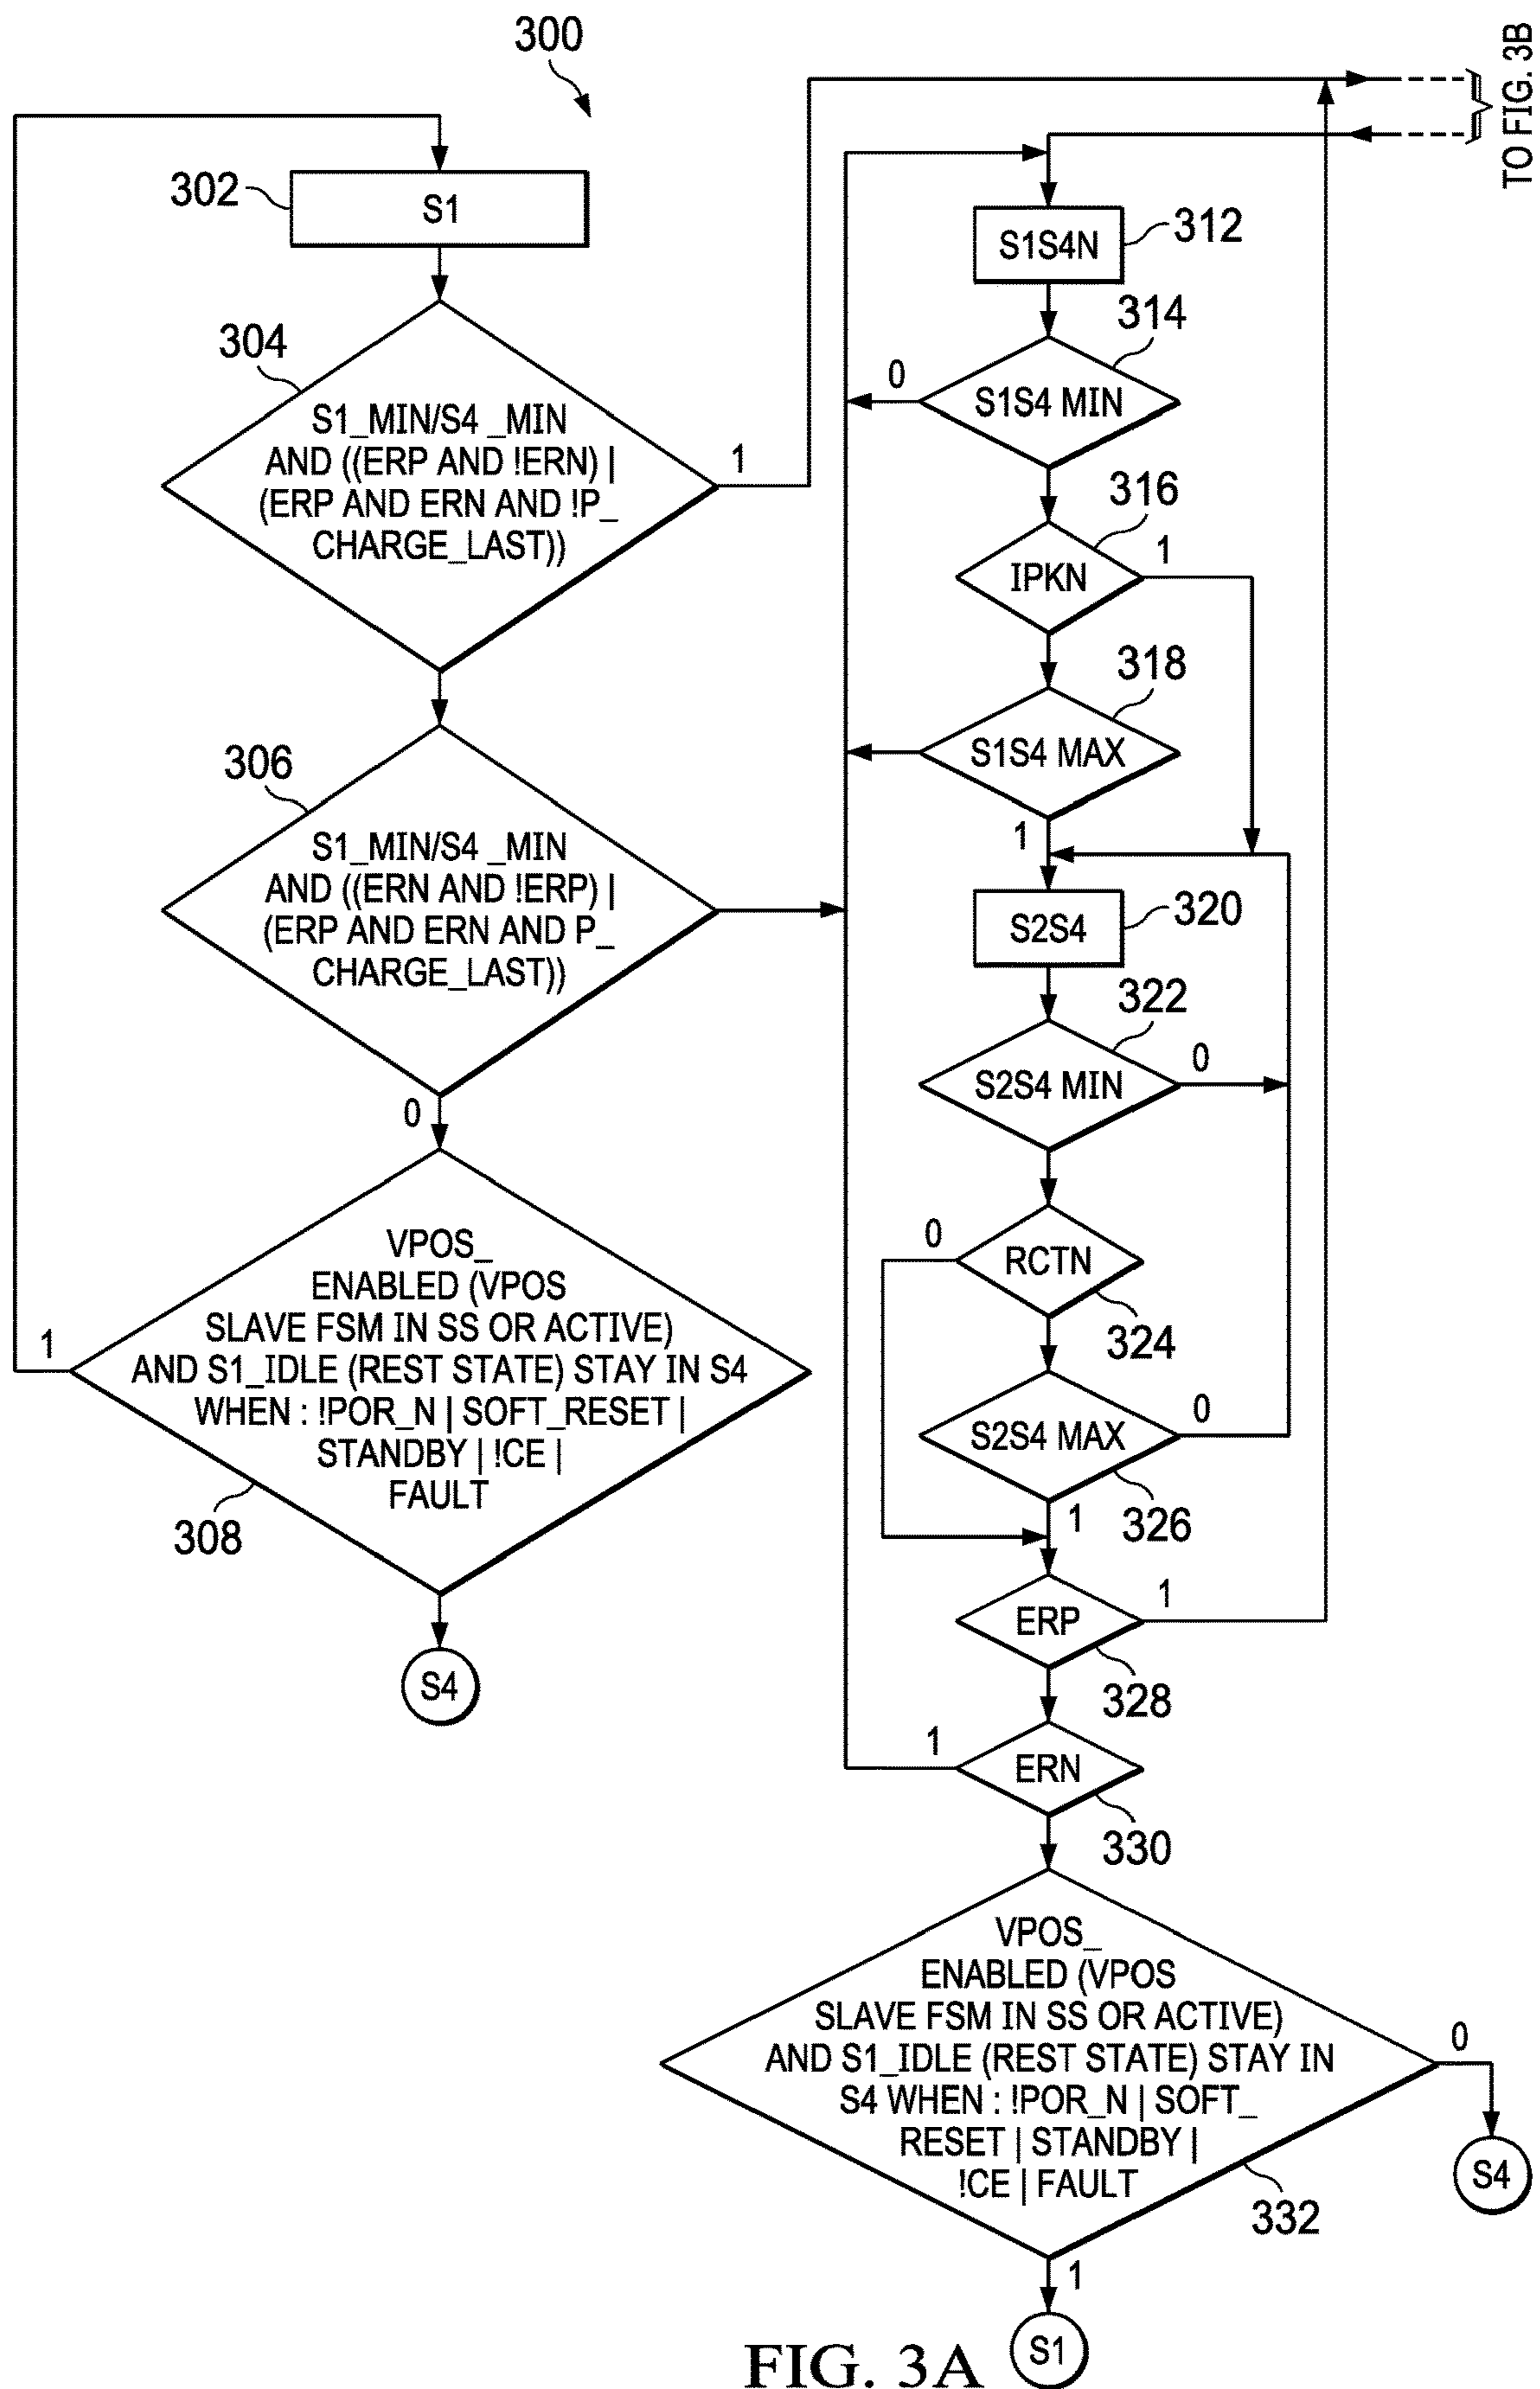 300
TO FIG. 3B
302
S1
304
S1_MIN/S4 _MIN
AND ((ERP AND !ERN) |
(ERP AND ERN AND !P_
CHARGE_LAST))
1
306
S1_MIN/S4 _MIN
AND ((ERN AND !ERP) |
(ERP AND ERN AND P_
CHARGE_LAST))
0
VPOS_
ENABLED (VPOS
SLAVE FSM IN SS OR ACTIVE)
AND S1_IDLE (REST STATE) STAY IN S4
WHEN : !POR_N | SOFT_RESET |
STANDBY | !CE |
FAULT
1
308
S4
S1S4N
312
314
S1S4 MIN
0
316
IPKN
1
318
S1S4 MAX
1
S2S4
320
322
S2S4 MIN
0
RCTN
0
324
S2S4 MAX
0
326
1
ERP
1
328
ERN
1
330
VPOS_
ENABLED (VPOS
SLAVE FSM IN SS OR ACTIVE)
AND S1_IDLE (REST STATE) STAY IN
S4 WHEN : !POR_N | SOFT_
RESET | STANDBY |
!CE | FAULT
0
332
S4
1
S1
FIG. 3A